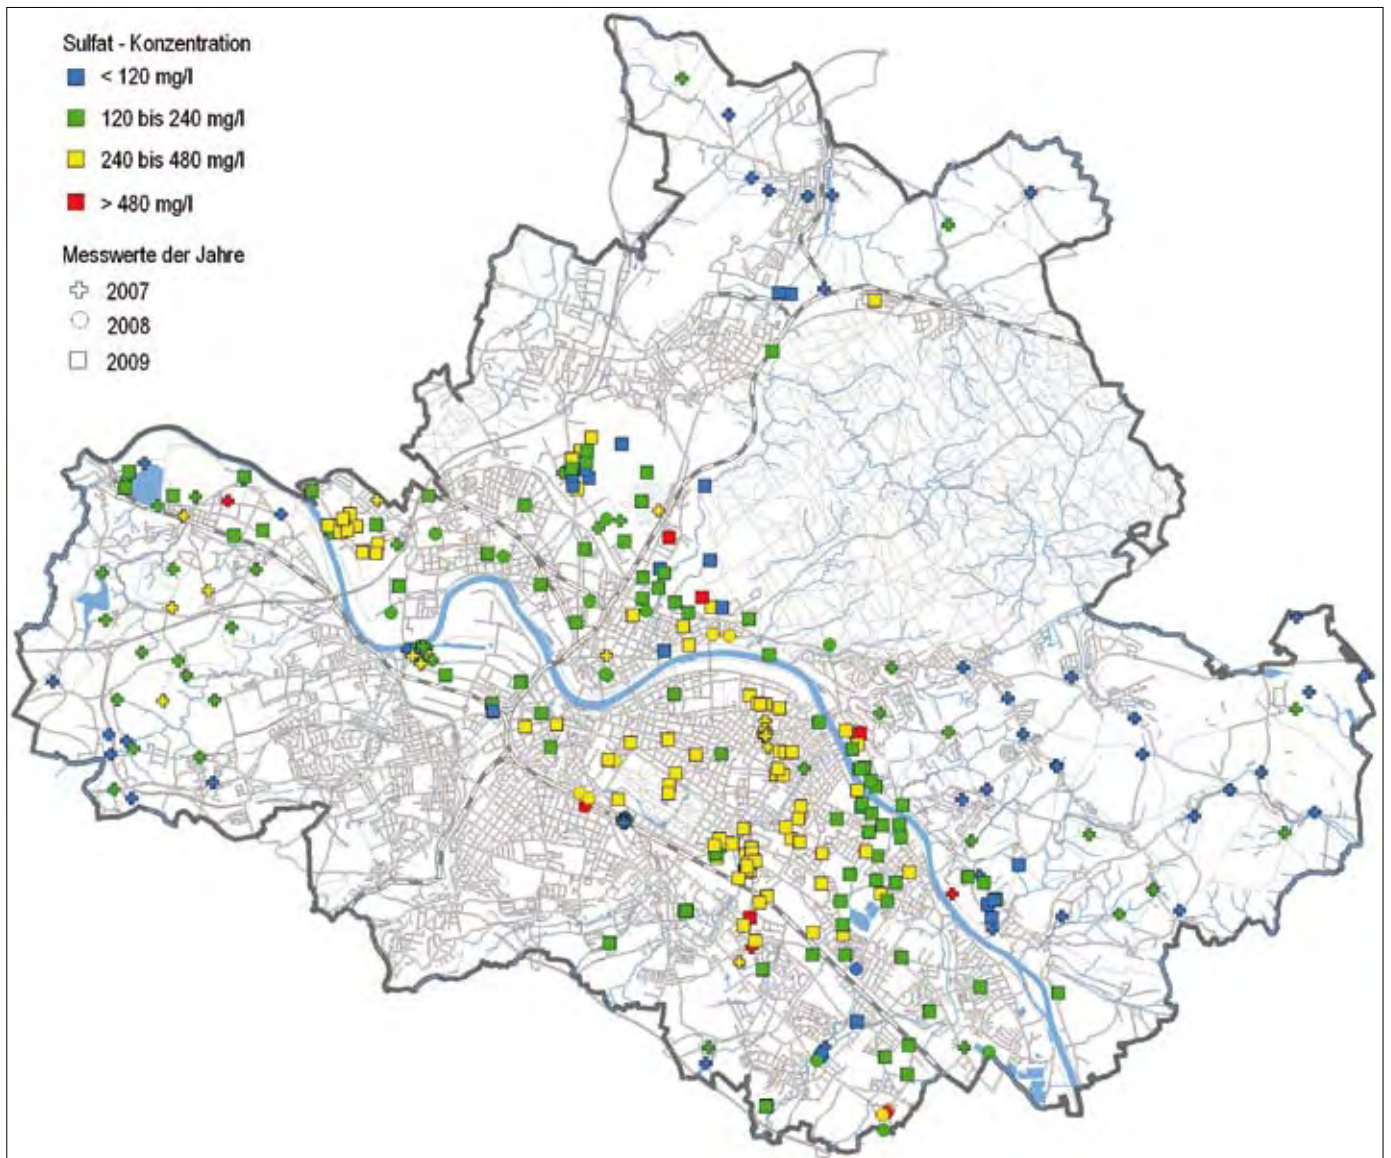 Sulfat - Konzentration
< 120 mg/l
120 bis 240 mg/l
240 bis 480 mg/l
> 480 mg/l
Messwerte der Jahre
2007
2008
2009